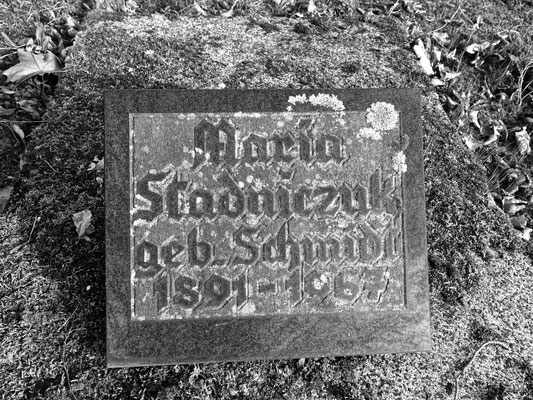 Maria
Stadniczuk
geb. Schmidt
1891-1967